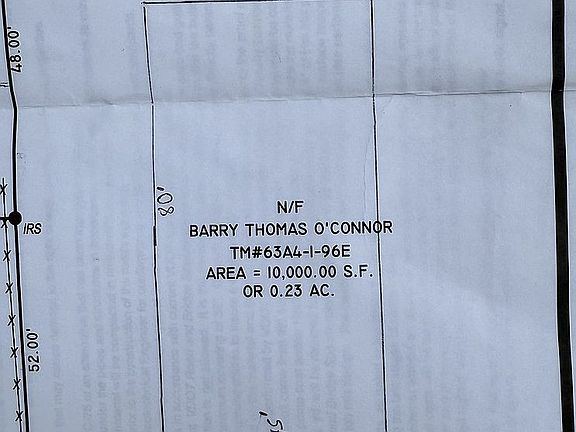 48.00'
N/F
BARRY THOMAS O'CONNOR
TM#63A4-1-96E
AREA = 10,000.00 S.F.
OR 0.23 AC.
IRS
52.00'